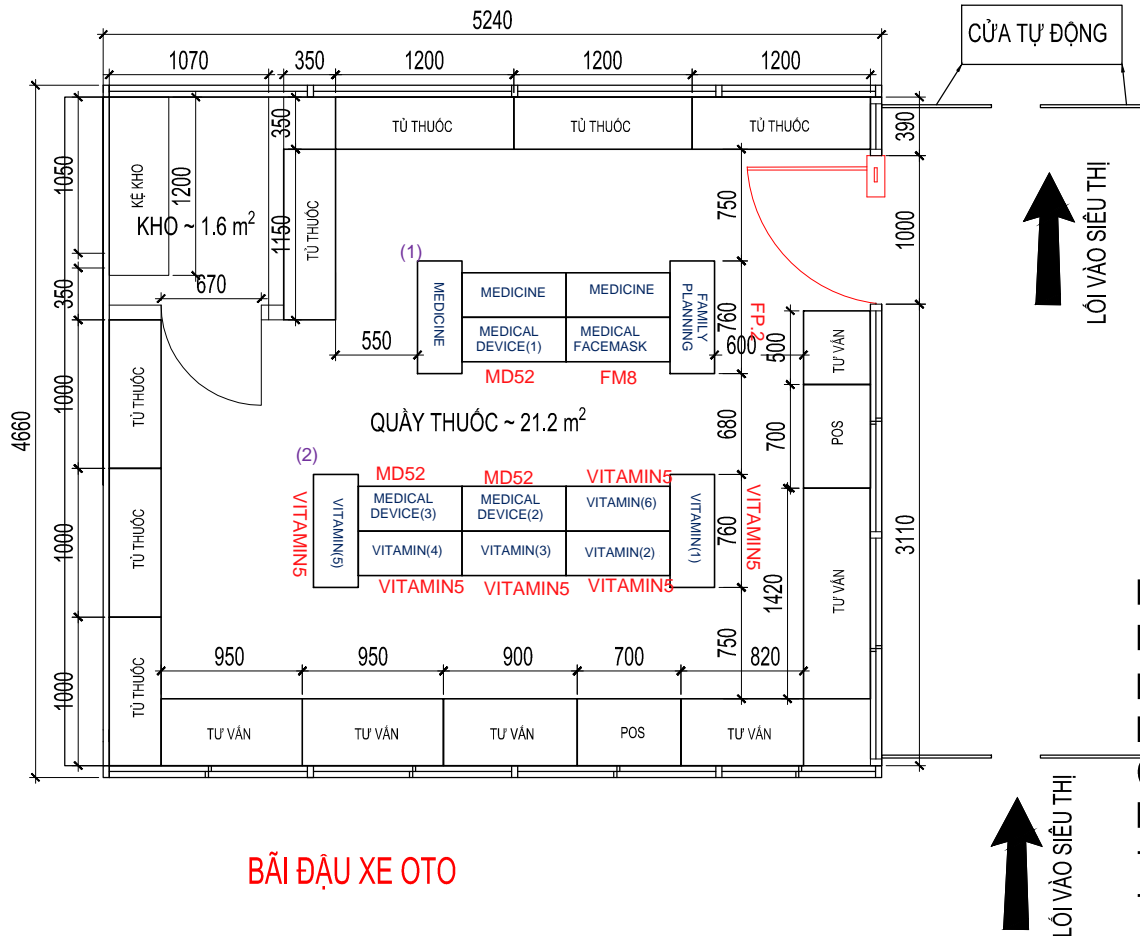 5240
CỬA TỰ ĐỘNG
1070
350
1200
1200
1200
TỦ THUỐC
TỦ THUỐC
TỦ THUỐC
350
390
1050
KỆ KHO
1200
KHO ~ 1.6 m²
1150
TỦ THUỐC
750
1000
LỐI VÀO SIÊU THỊ
350
670
550
(1)
MEDICINE
MEDICINE
MEDICINE
FAMILY
PLANNING
MEDICAL
DEVICE(1)
MEDICAL
FACEMASK
MD52
FM8
FP.2
760
600
500
TƯ VẤN
4660
1000
TỦ THUỐC
QUẦY THUỐC ~ 21.2 m²
680
700
POS
(2)
MD52
MD52
VITAMIN5
VITAMIN5
VITAMIN(5)
MEDICAL
DEVICE(3)
MEDICAL
DEVICE(2)
VITAMIN(6)
VITAMIN(4)
VITAMIN(3)
VITAMIN(2)
VITAMIN(1)
VITAMIN5
VITAMIN5
VITAMIN5
VITAMIN5
760
1000
TỦ THUỐC
3110
1420
TƯ VẤN
750
1000
TỦ THUỐC
950
950
900
700
820
TƯ VẤN
TƯ VẤN
TƯ VẤN
POS
TƯ VẤN
LỐI VÀO SIÊU THỊ
BÃI ĐẬU XE OTO